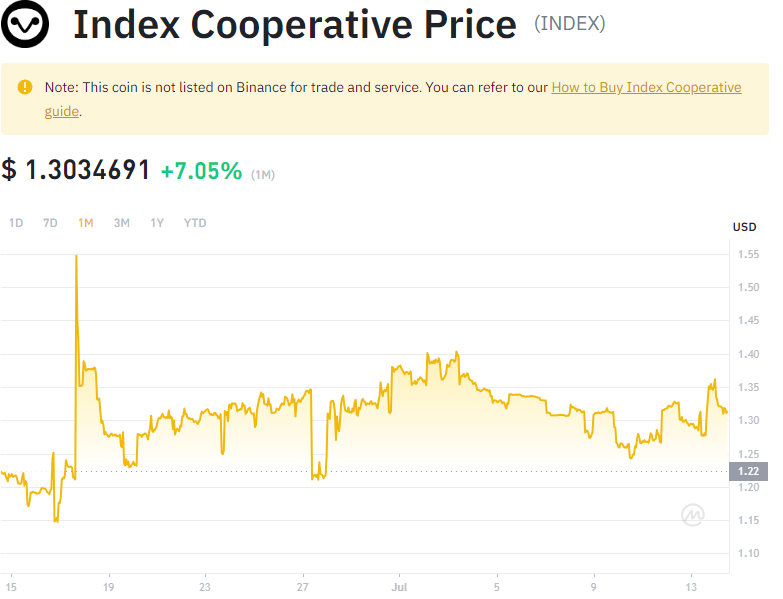 Index Cooperative Price (INDEX)
Note: This coin is not listed on Binance for trade and service. You can refer to our How to Buy Index Cooperative
guide.
$ 1.3034691 +7.05% (1M)
1D 7D 1M 3M 1Y YTD
USD
1.55
1.50
1.45
1.40
1.35
1.30
1.25
1.22
1.20
1.15
1.10
15 19 23 27 Jul 5 9 13